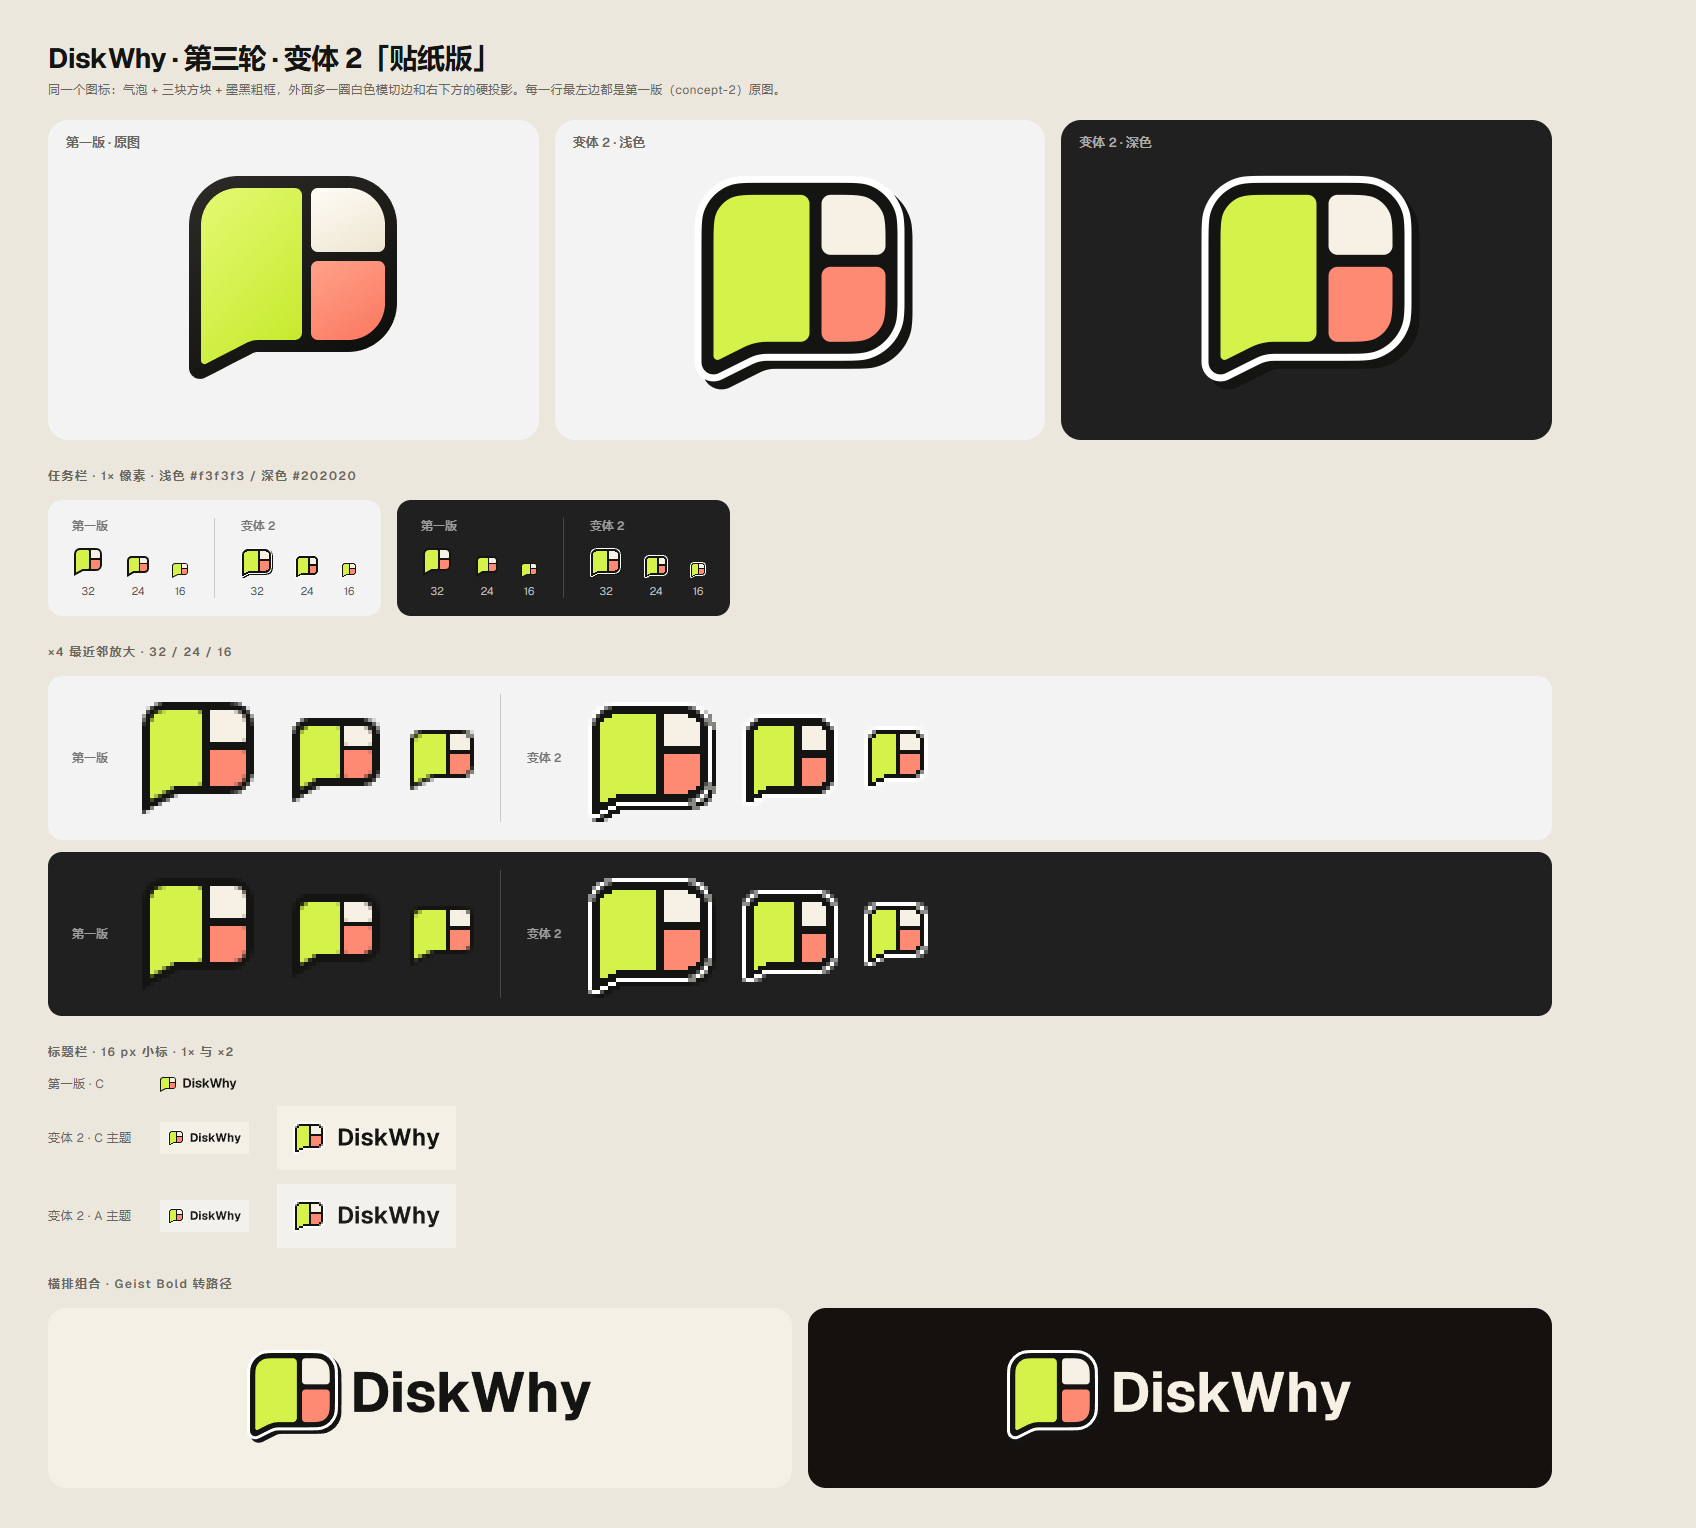 DiskWhy · 第三轮 · 变体 2「贴纸版」
同一个图标：气泡 + 三块方块 + 墨黑粗框，外面多一圈白色模切边和右下方的硬投影。每一行最左边都是第一版（concept-2）原图。
第一版 · 原图
变体 2 · 浅色
变体 2 · 深色
任务栏 · 1× 像素 · 浅色 #f3f3f3 / 深色 #202020
第一版
变体 2
32
24
16
32
24
16
第一版
变体 2
32
24
16
32
24
16
×4 最近邻放大 · 32 / 24 / 16
第一版
变体 2
第一版
变体 2
标题栏 · 16 px 小标 · 1× 与 ×2
第一版 · C
DiskWhy
变体 2 · C 主题
DiskWhy
DiskWhy
变体 2 · A 主题
DiskWhy
DiskWhy
横排组合 · Geist Bold 转路径
DiskWhy
DiskWhy